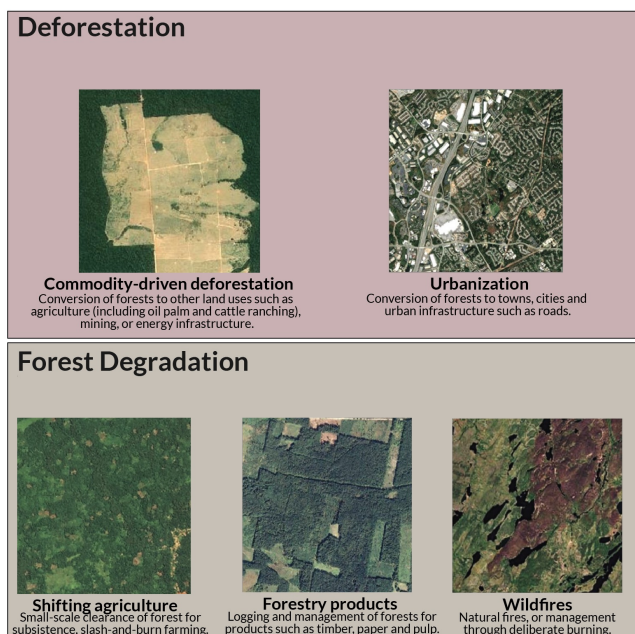 Deforestation
Commodity-driven deforestation
Conversion of forests to other land uses such as
agriculture (including oil palm and cattle ranching),
mining, or energy infrastructure.
Urbanization
Conversion of forests to towns, cities and
urban infrastructure such as roads.
Forest Degradation
Shifting agriculture
Small-scale clearance of forest for
subsistence, slash-and-burn farming.
Forestry products
Logging and management of forests for
products such as timber, paper and pulp.
Wildfires
Natural fires, or management
through deliberate burning.